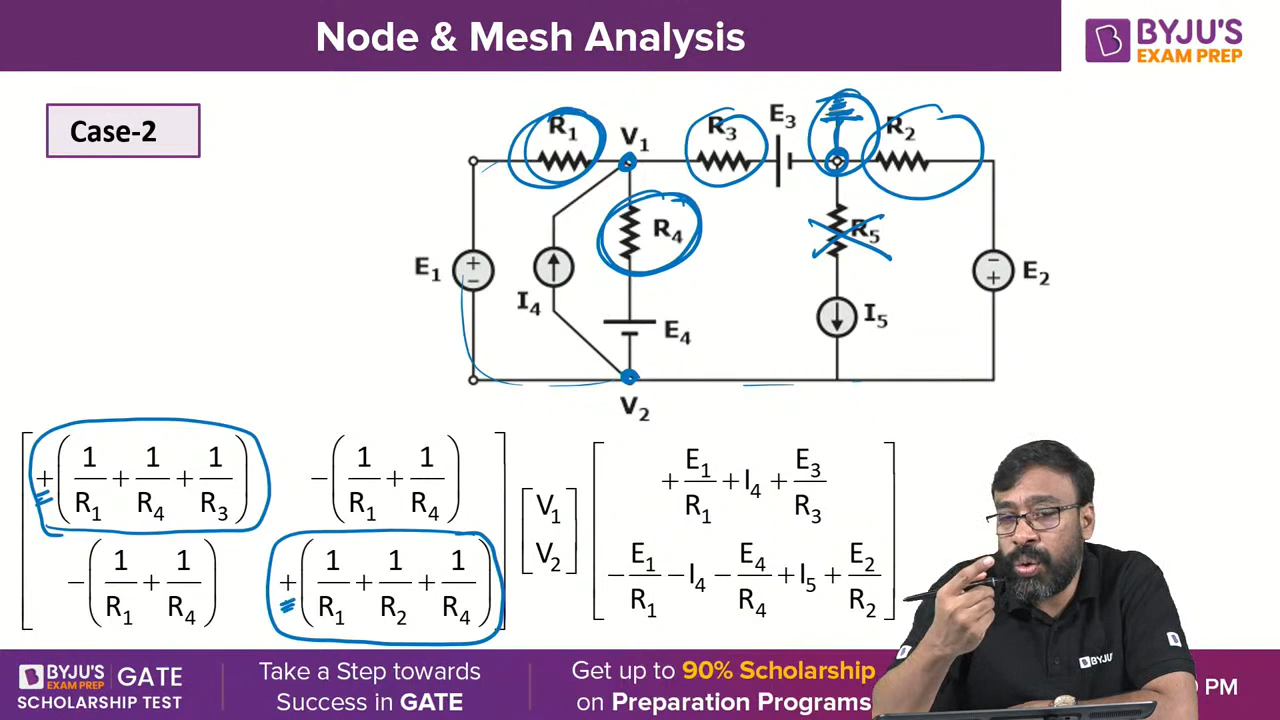 Node & Mesh Analysis
BYJU'S
EXAM PREP
Case-2
R₁
V₁
R₃
E₃
R₂
R₄
R₅
E₁
+
−
I₄
E₄
I₅
−
+
E₂
V₂
[ +(1/R₁ + 1/R₄ + 1/R₃) −(1/R₁ + 1/R₄) ] [ V₁ ] [ +E₁/R₁ + I₄ + E₃/R₃ ]
[ −(1/R₁ + 1/R₄) +(1/R₁ + 1/R₂ + 1/R₄) ] [ V₂ ] [ −E₁/R₁ − I₄ − E₄/R₄ + I₅ + E₂/R₂ ]
BYJU'S
EXAM PREP
GATE
SCHOLARSHIP TEST
Take a Step towards
Success in GATE
Get up to 90% Scholarship
on Preparation Programs
PM